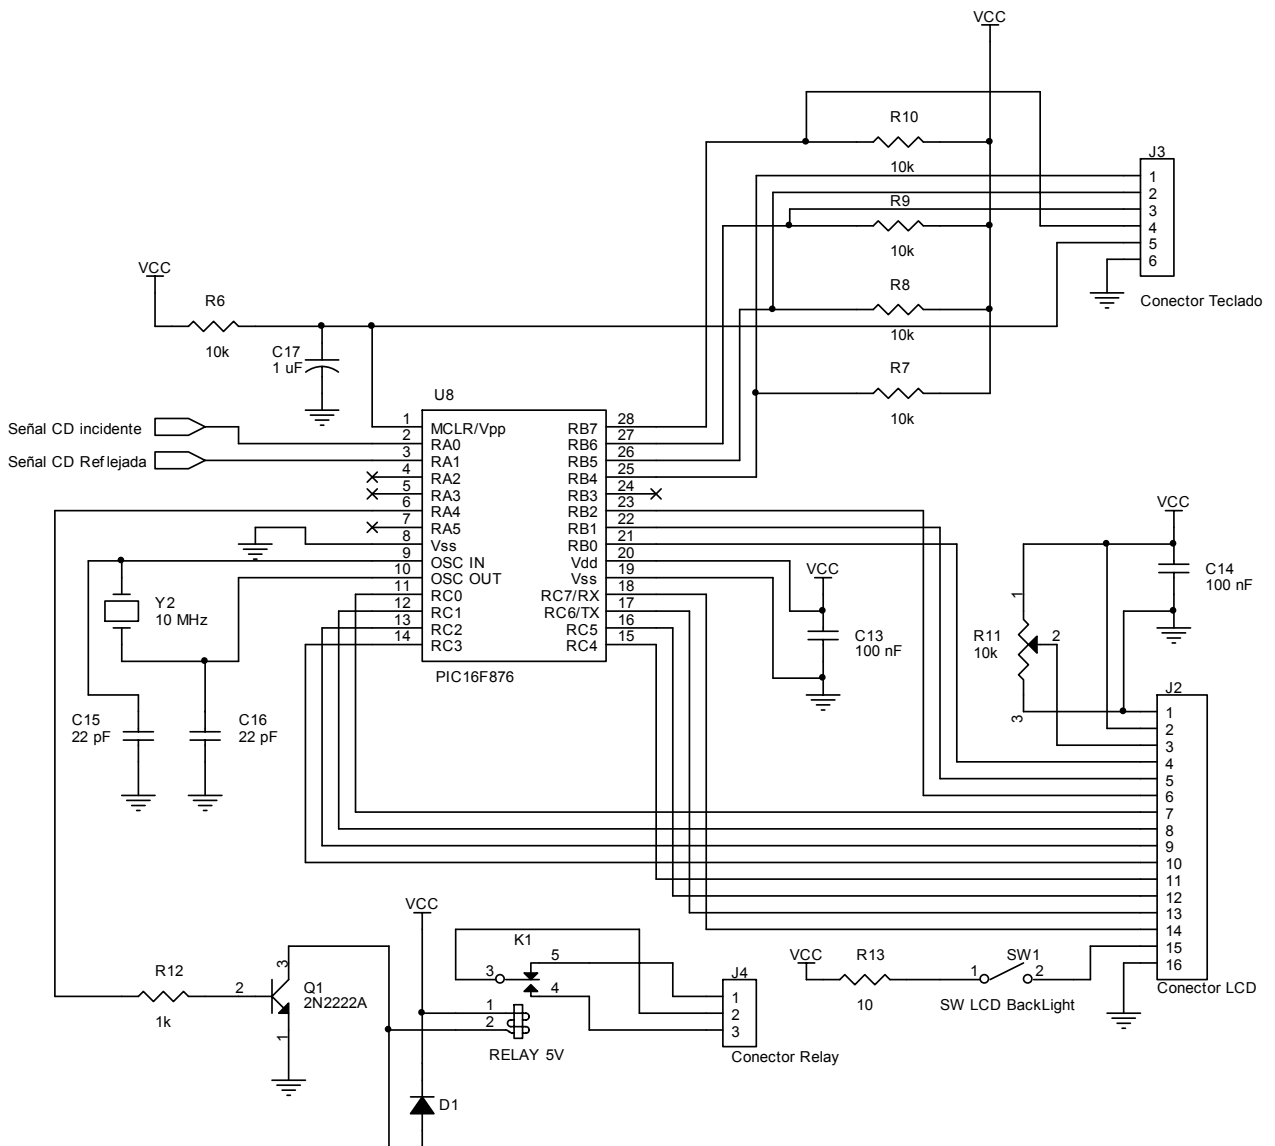 VCC
R10
10k
J3
1
2
3
4
5
6
Conector Teclado
R9
10k
R8
10k
R7
10k
VCC
R6
10k
C17
1 uF
U8
Señal CD incidente
Señal CD Reflejada
1 MCLR/Vpp RB7 28
2 RA0 RB6 27
3 RA1 RB5 26
4 RA2 RB4 25
5 RA3 RB3 24
6 RA4 RB2 23
7 RA5 RB1 22
8 Vss RB0 21
9 OSC IN Vdd 20
10 OSC OUT Vss 19
11 RC0 RC7/RX 18
12 RC1 RC6/TX 17
13 RC2 RC5 16
14 RC3 RC4 15
PIC16F876
Y2
10 MHz
C15
22 pF
C16
22 pF
VCC
C13
100 nF
VCC
C14
100 nF
1
R11
10k
2
3
J2
1
2
3
4
5
6
7
8
9
10
11
12
13
14
15
16
Conector LCD
VCC
R13
10
SW1
1
2
SW LCD BackLight
VCC
K1
3
5
4
1
2
RELAY 5V
J4
1
2
3
Conector Relay
R12
1k
2
3
1
Q1
2N2222A
D1